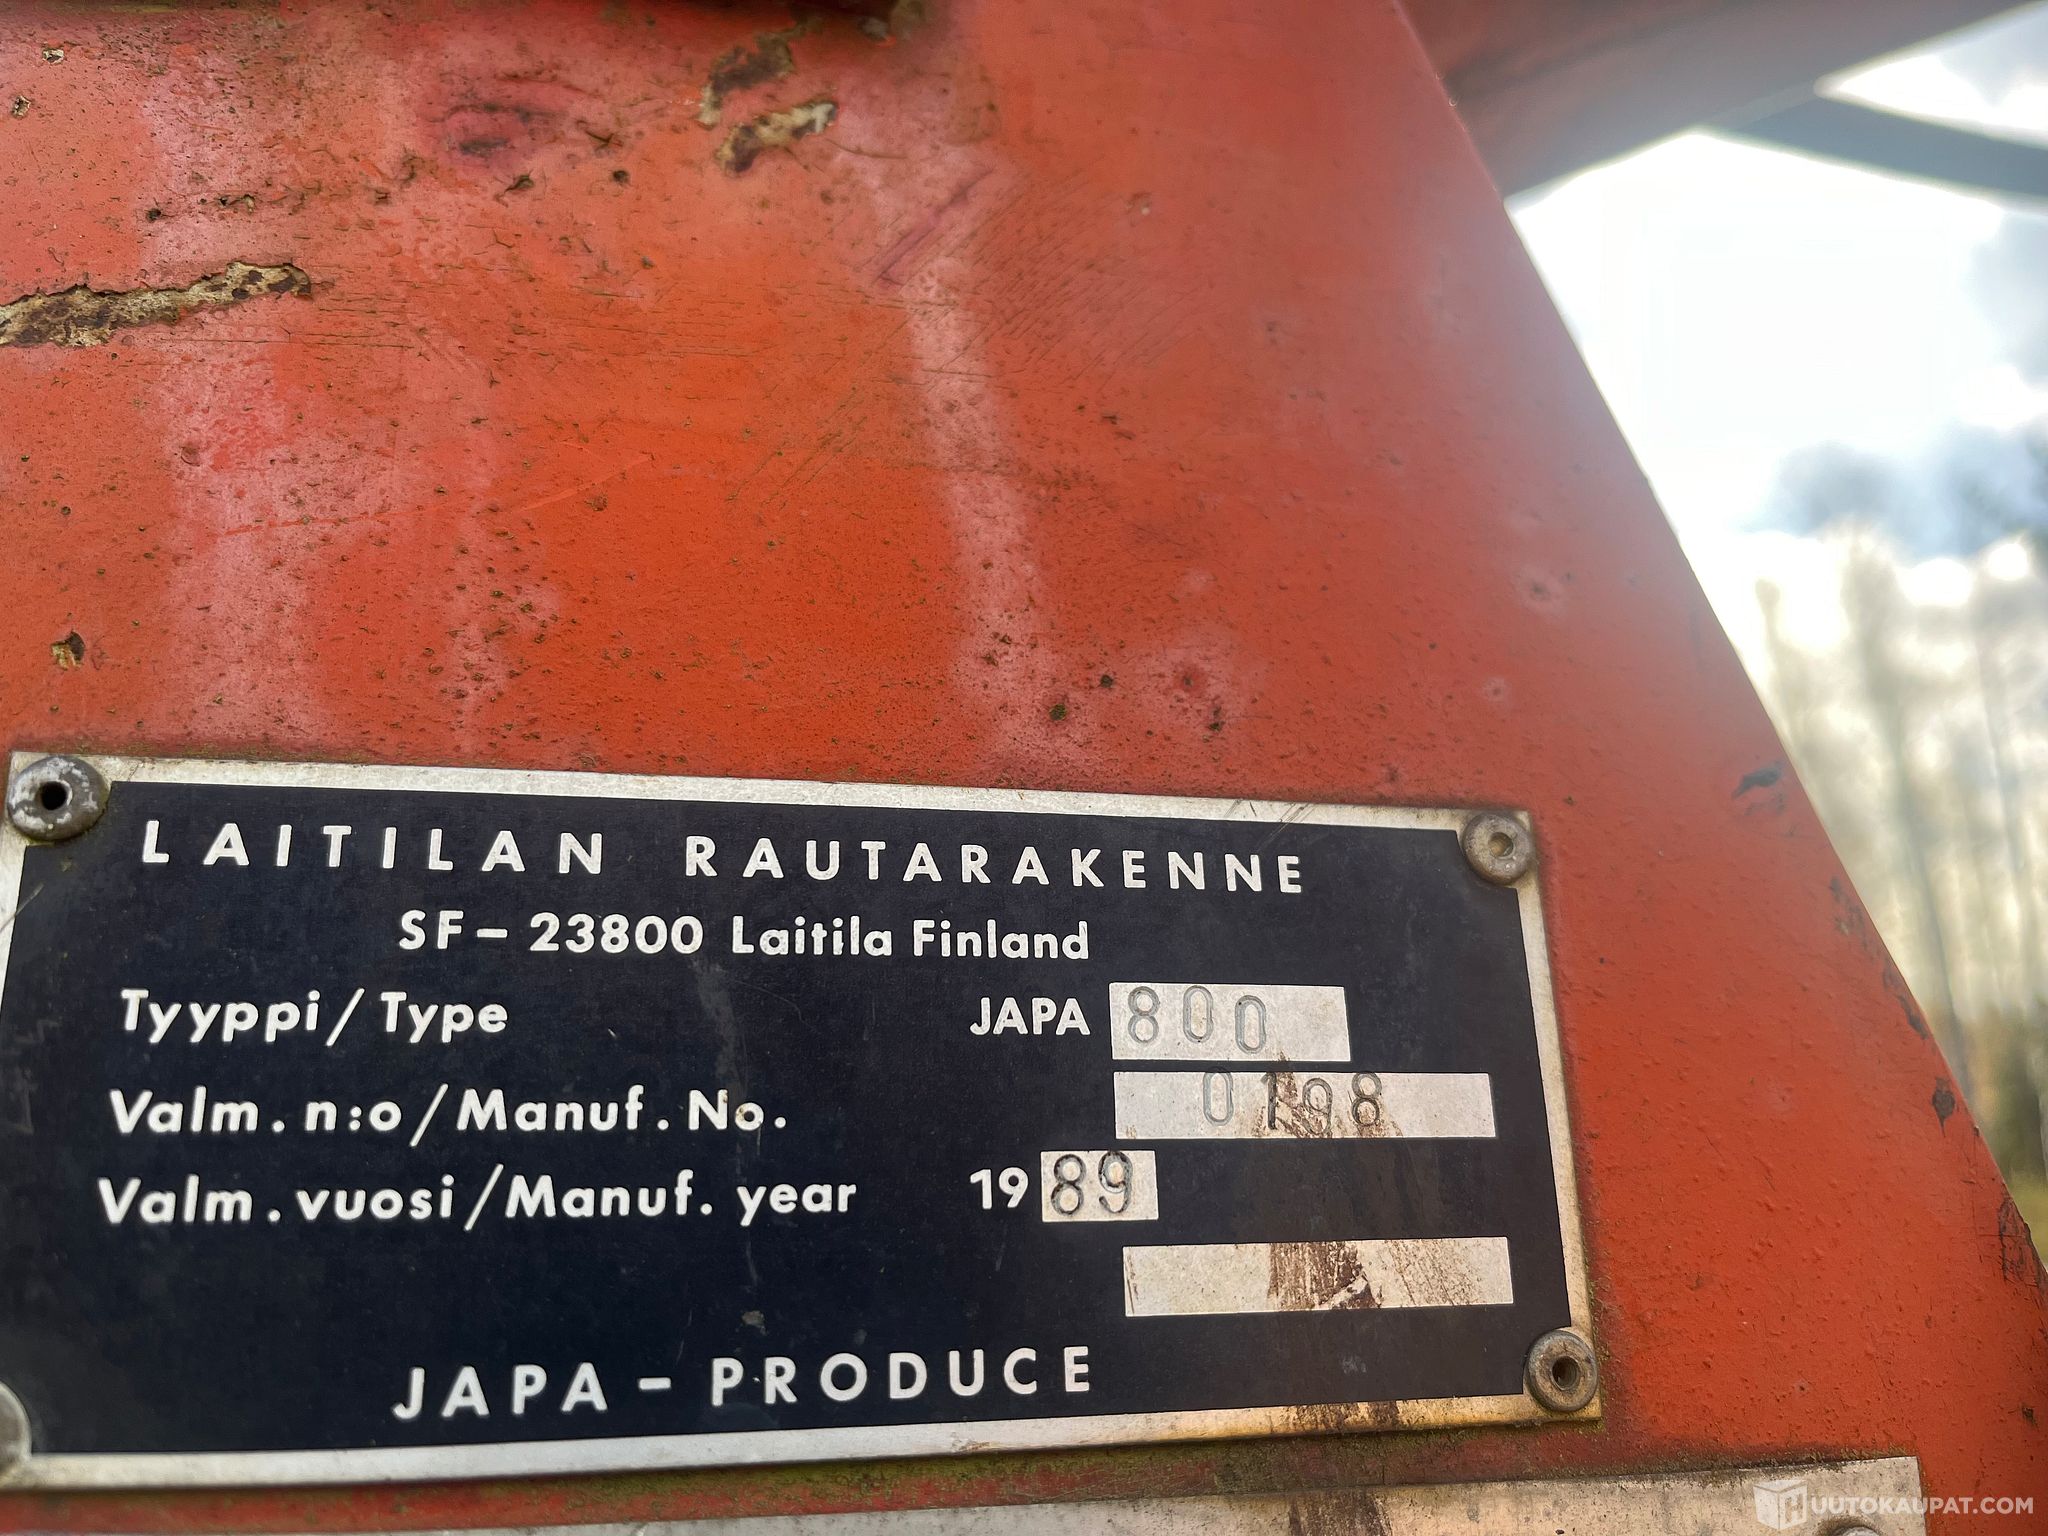 LAITILAN RAUTARAKENNE
SF-23800 Laitila Finland
Tyyppi/Type JAPA 800
Valm. n:o/Manuf. No. 0198
Valm. vuosi/Manuf. year 1989
JAPA-PRODUCE
HUUTOKAUPAT.COM